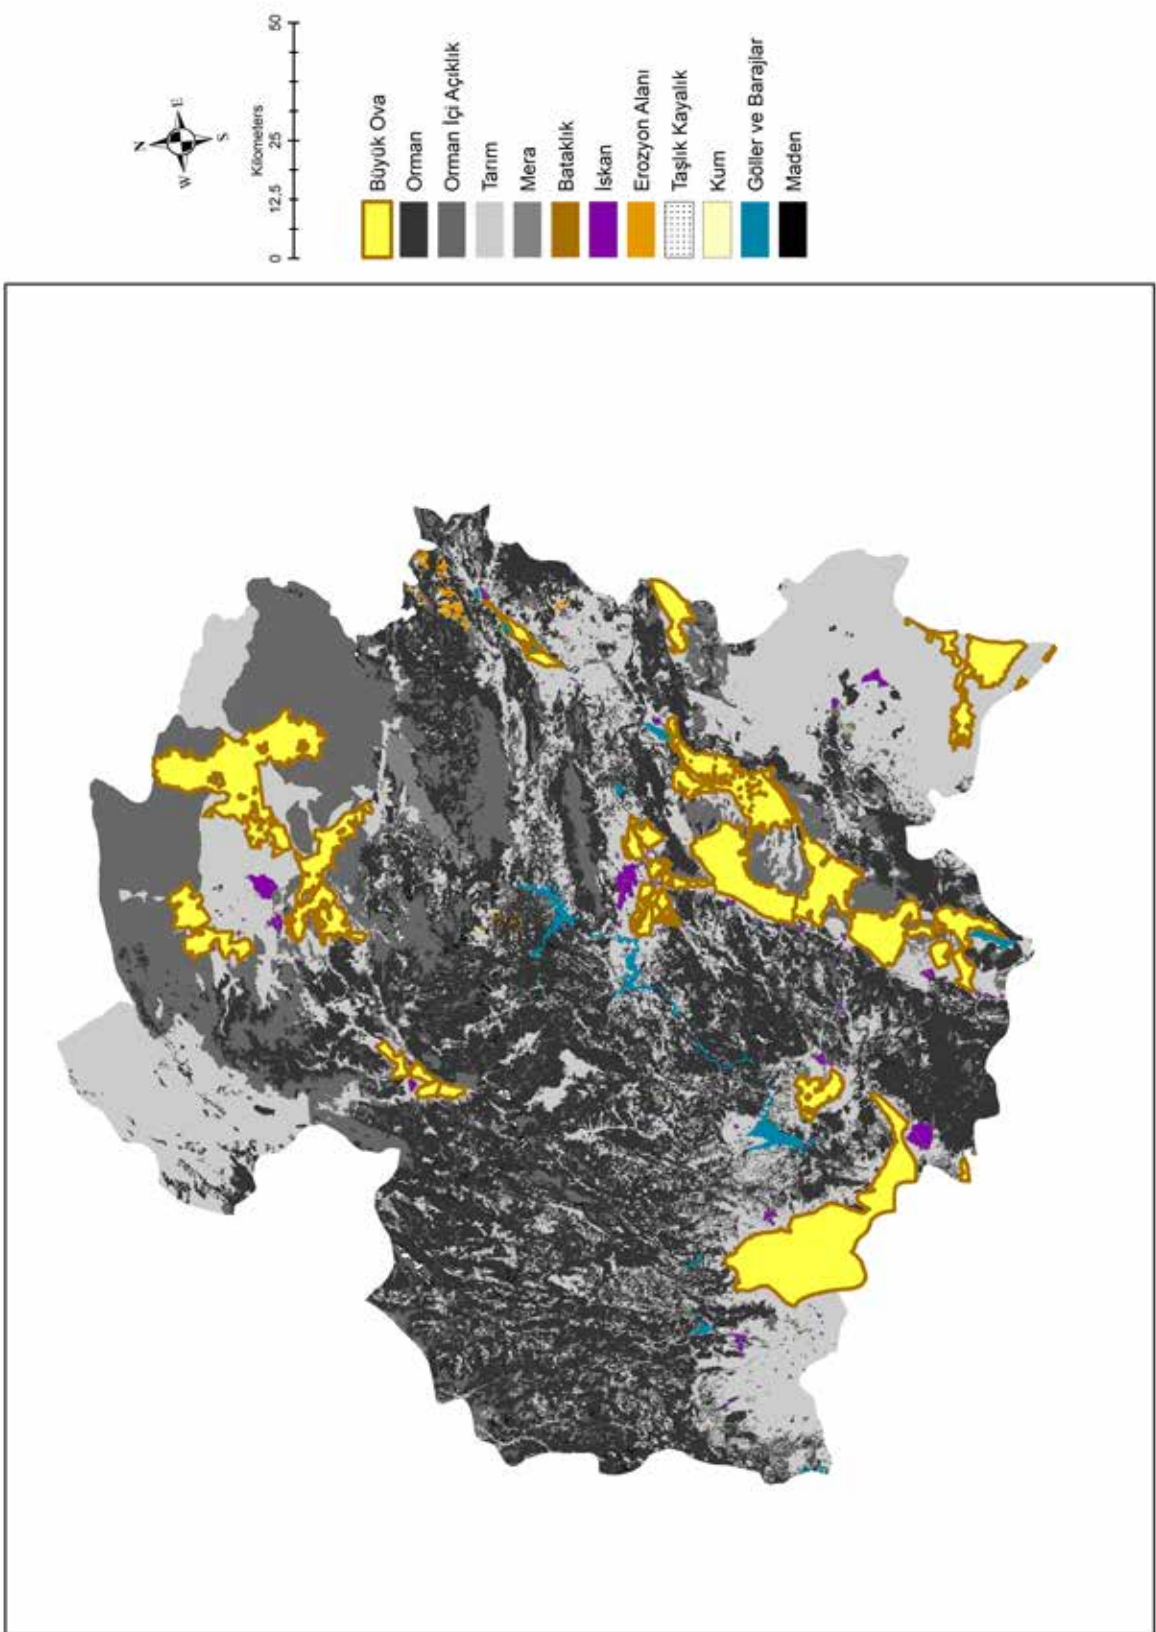 N
E
S
W
Kilometers
0 12,5 25 50
Büyük Ova
Orman
Orman İçi Açıklık
Tarım
Mera
Bataklık
İskan
Erozyon Alanı
Taşlık Kayalık
Kum
Göller ve Barajlar
Maden